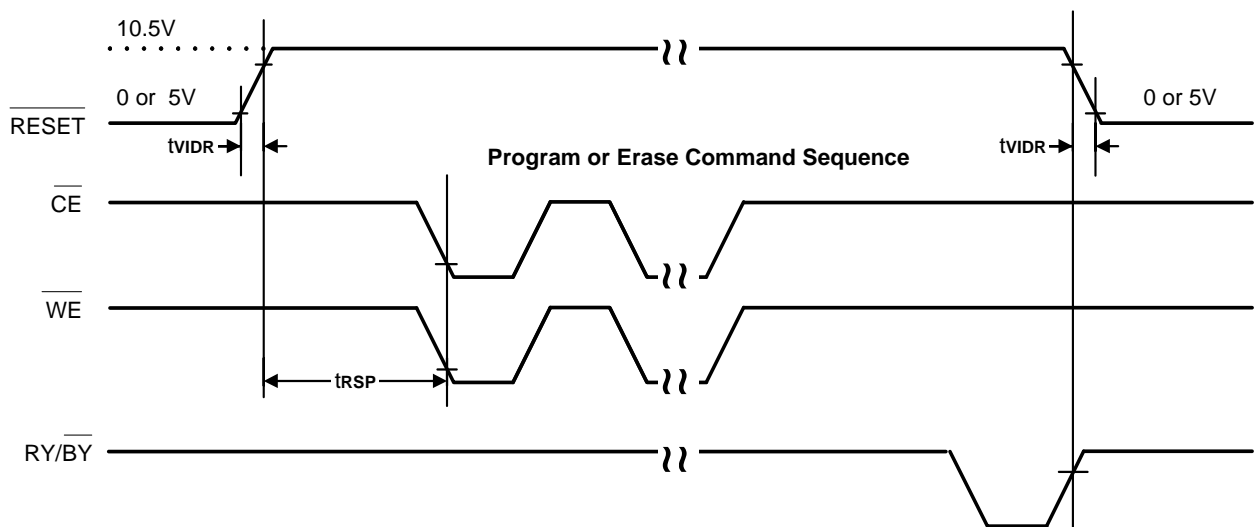 10.5V
0 or 5V
0 or 5V
RESET
tVIDR
tVIDR
Program or Erase Command Sequence
CE
WE
tRSP
RY/BY